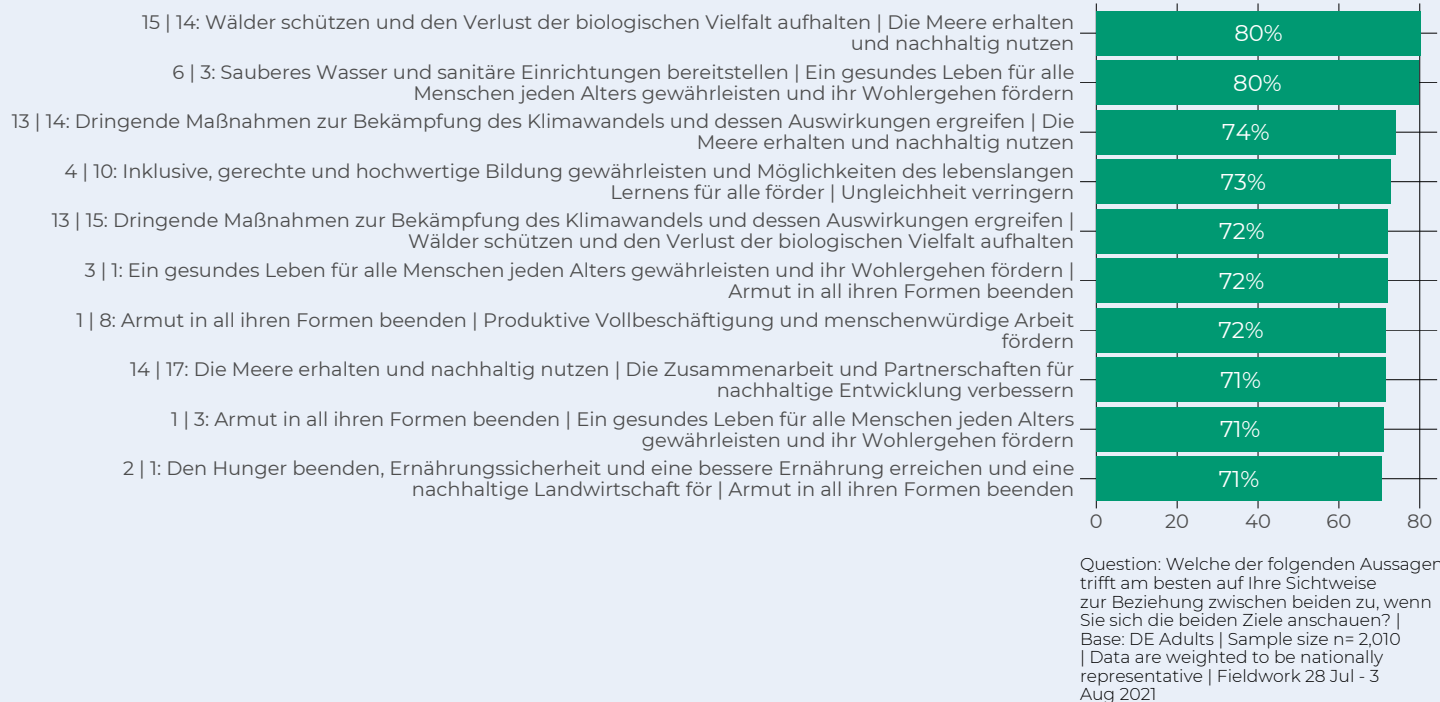 15 | 14: Wälder schützen und den Verlust der biologischen Vielfalt aufhalten | Die Meere erhalten
und nachhaltig nutzen
80%
6 | 3: Sauberes Wasser und sanitäre Einrichtungen bereitstellen | Ein gesundes Leben für alle
Menschen jeden Alters gewährleisten und ihr Wohlergehen fördern
80%
13 | 14: Dringende Maßnahmen zur Bekämpfung des Klimawandels und dessen Auswirkungen ergreifen | Die
Meere erhalten und nachhaltig nutzen
74%
4 | 10: Inklusive, gerechte und hochwertige Bildung gewährleisten und Möglichkeiten des lebenslangen
Lernens für alle förder | Ungleichheit verringern
73%
13 | 15: Dringende Maßnahmen zur Bekämpfung des Klimawandels und dessen Auswirkungen ergreifen |
Wälder schützen und den Verlust der biologischen Vielfalt aufhalten
72%
3 | 1: Ein gesundes Leben für alle Menschen jeden Alters gewährleisten und ihr Wohlergehen fördern |
Armut in all ihren Formen beenden
72%
1 | 8: Armut in all ihren Formen beenden | Produktive Vollbeschäftigung und menschenwürdige Arbeit
fördern
72%
14 | 17: Die Meere erhalten und nachhaltig nutzen | Die Zusammenarbeit und Partnerschaften für
nachhaltige Entwicklung verbessern
71%
1 | 3: Armut in all ihren Formen beenden | Ein gesundes Leben für alle Menschen jeden Alters
gewährleisten und ihr Wohlergehen fördern
71%
2 | 1: Den Hunger beenden, Ernährungssicherheit und eine bessere Ernährung erreichen und eine
nachhaltige Landwirtschaft för | Armut in all ihren Formen beenden
71%
0 20 40 60 80
Question: Welche der folgenden Aussagen
trifft am besten auf Ihre Sichtweise
zur Beziehung zwischen beiden zu, wenn
Sie sich die beiden Ziele anschauen? |
Base: DE Adults | Sample size n= 2,010
| Data are weighted to be nationally
representative | Fieldwork 28 Jul - 3
Aug 2021